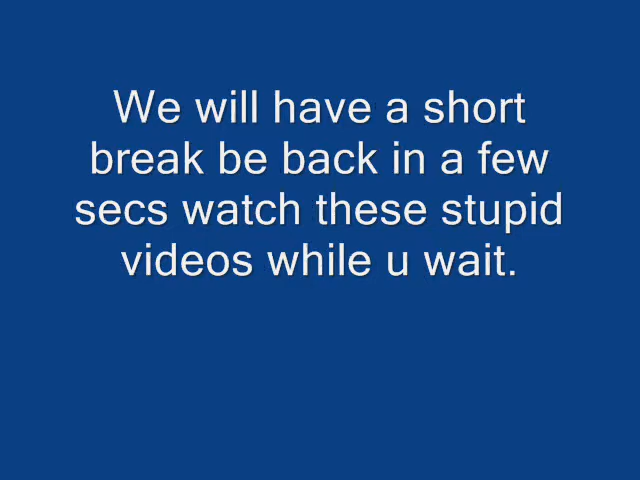 We will have a short
break be back in a few
secs watch these stupid
videos while u wait.